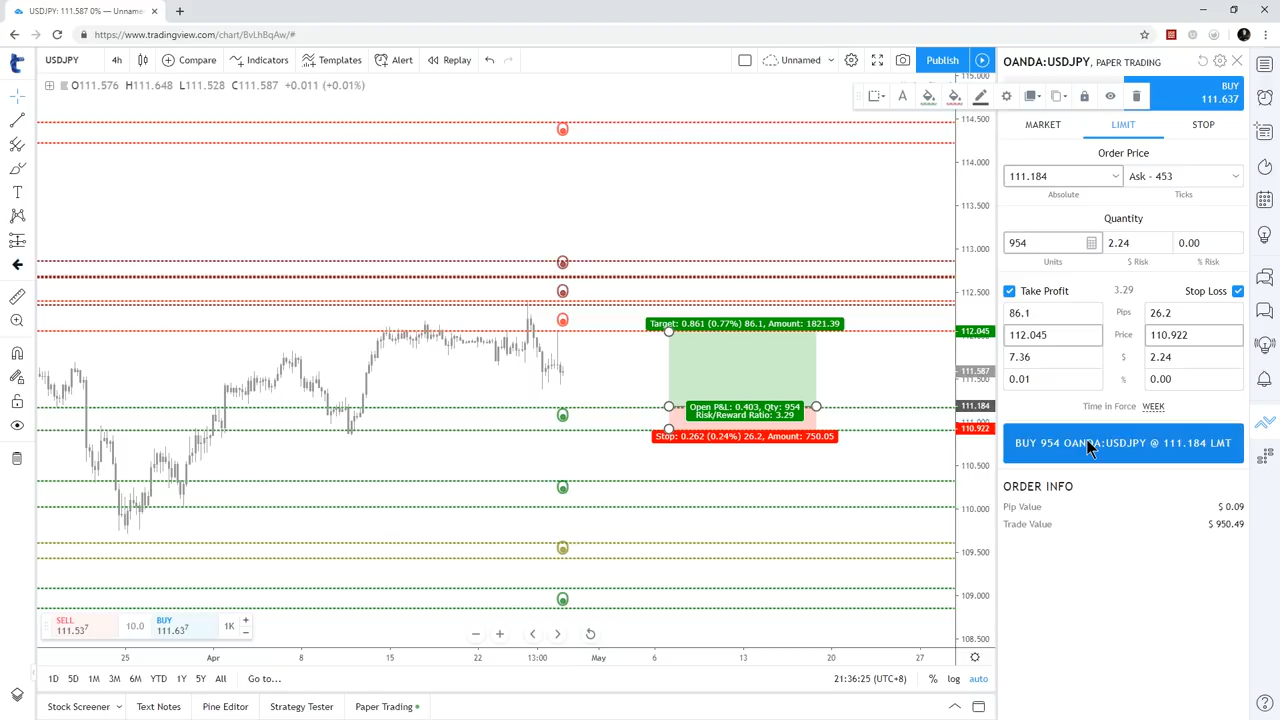 USDJPY: 111.587 0% — Unname
https://www.tradingview.com/chart/BvLhBqAw/#
USDJPY 4h Compare Indicators Templates Alert Replay Unnamed Publish
O111.576 H111.648 L111.528 C111.587 +0.011 (+0.01%)
115.000
114.500
114.000
113.500
113.000
112.500
112.045
111.587
111.500
111.184
110.922
110.500
110.000
109.500
109.000
108.500
Target: 0.861 (0.77%) 86.1, Amount: 1821.39
Open P&L: 0.403, Qty: 954
Risk/Reward Ratio: 3.29
Stop: 0.262 (0.24%) 26.2, Amount: 750.05
SELL
111.537
10.0
BUY
111.637
1K
25 Apr 8 15 22 13:00 May 6 13 20 27
1D 5D 1M 3M 6M YTD 1Y 5Y All Go to... 21:36:25 (UTC+8) % log auto
Stock Screener Text Notes Pine Editor Strategy Tester Paper Trading
OANDA:USDJPY, PAPER TRADING
BUY
111.637
MARKET LIMIT STOP
Order Price
111.184 Ask - 453
Absolute Ticks
Quantity
954 2.24 0.00
Units $ Risk % Risk
Take Profit 3.29 Stop Loss
86.1 Pips 26.2
112.045 Price 110.922
7.36 $ 2.24
0.01 % 0.00
Time in Force WEEK
BUY 954 OANDA:USDJPY @ 111.184 LMT
ORDER INFO
Pip Value $ 0.09
Trade Value $ 950.49